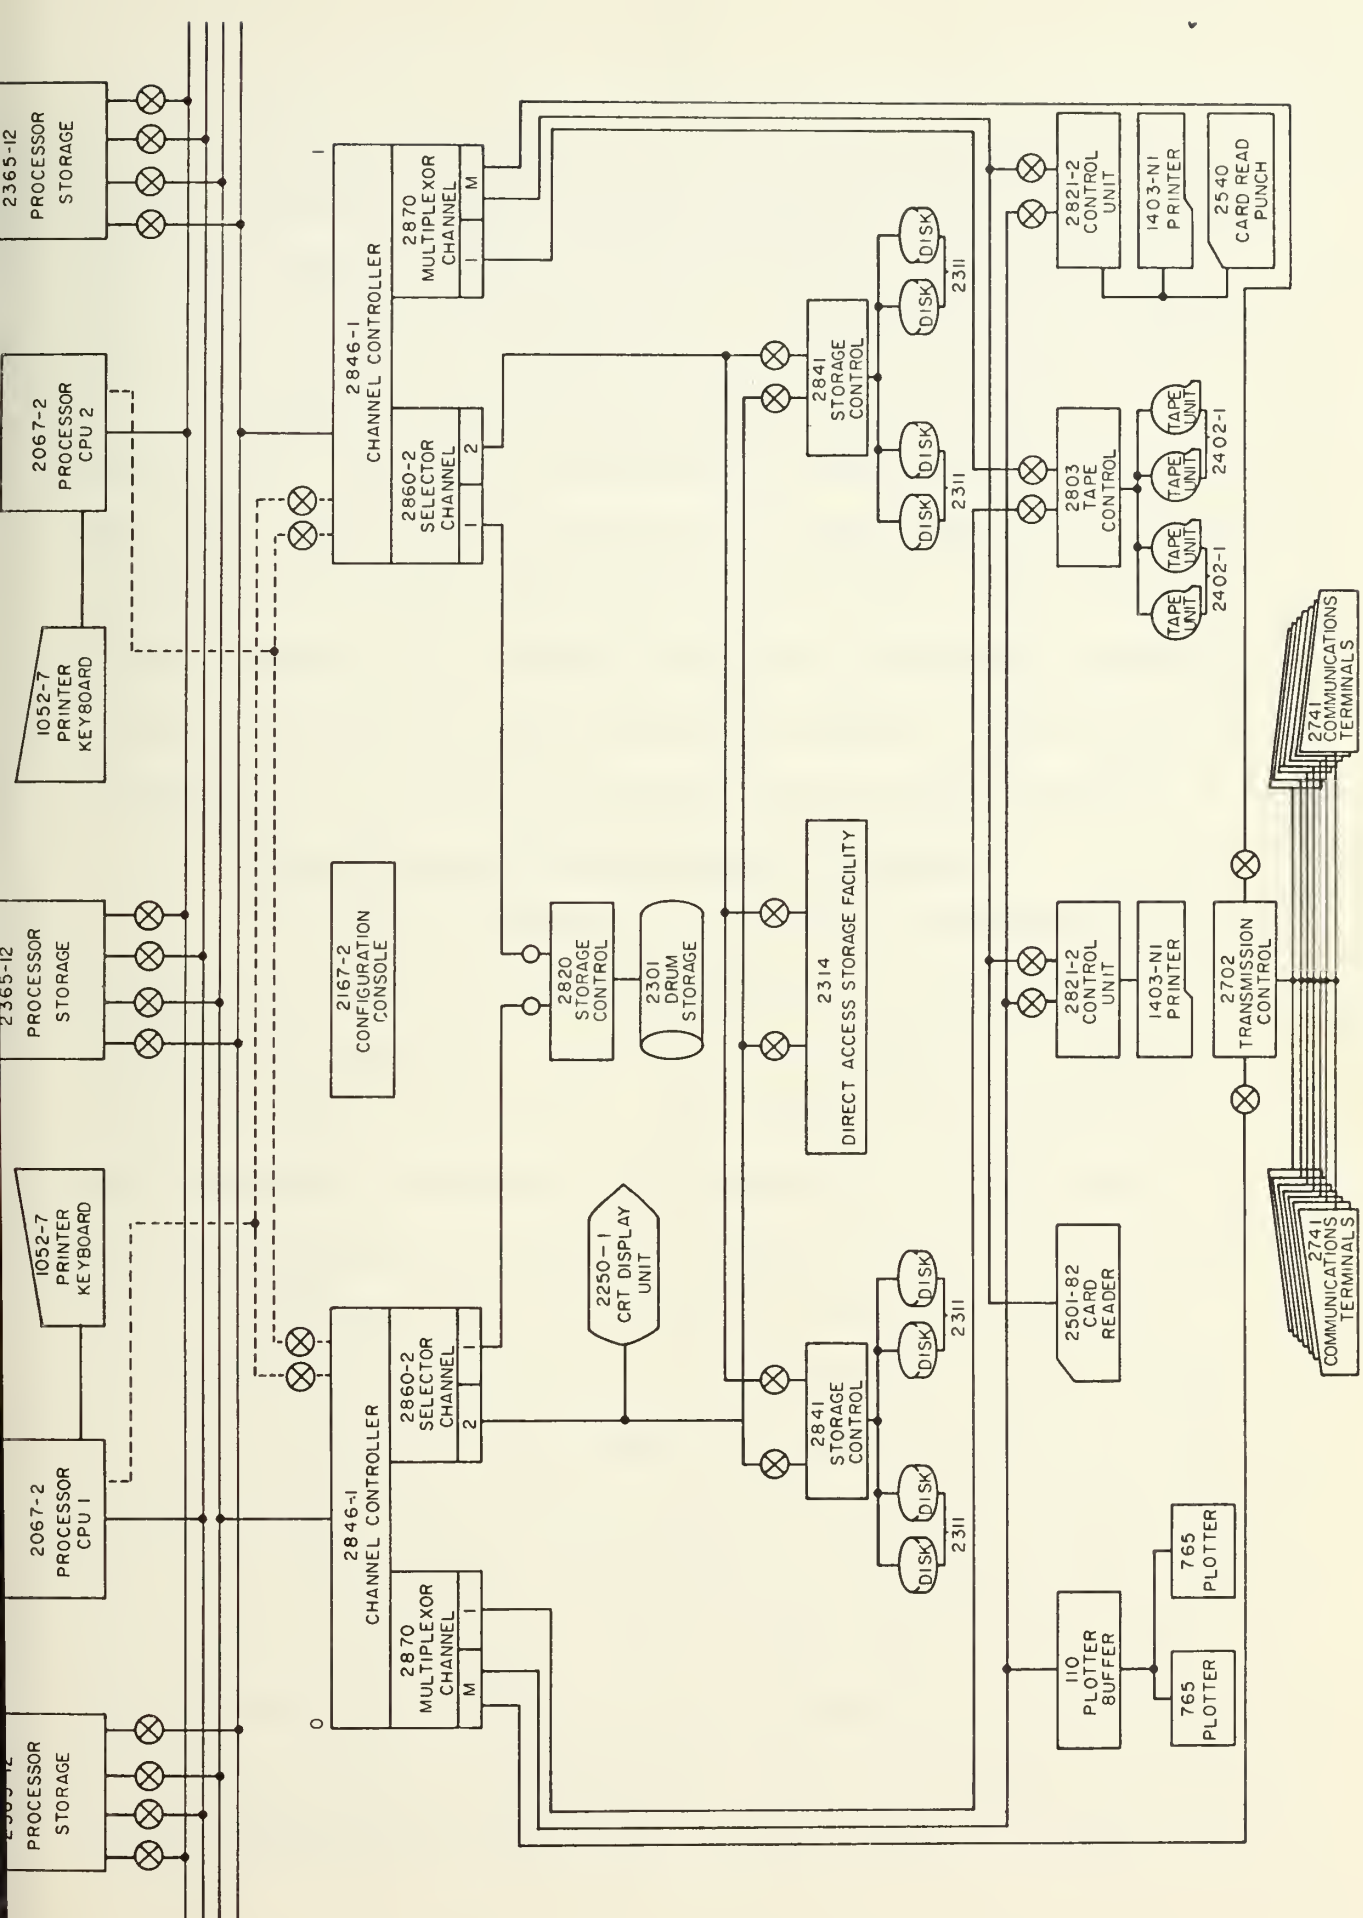 PROCESSOR
STORAGE
2067-2
PROCESSOR
CPU 1
1052-7
PRINTER
KEYBOARD
2365-12
PROCESSOR
STORAGE
1052-7
PRINTER
KEYBOARD
2067-2
PROCESSOR
CPU 2
2365-12
PROCESSOR
STORAGE
0
2846-1
CHANNEL CONTROLLER
2870
MULTIPLEXOR
CHANNEL
M
1
2860-2
SELECTOR
CHANNEL
2
1
2167-2
CONFIGURATION
CONSOLE
1
2846-1
CHANNEL CONTROLLER
2860-2
SELECTOR
CHANNEL
1
2
2870
MULTIPLEXOR
CHANNEL
1
M
2250-1
CRT DISPLAY
UNIT
2820
STORAGE
CONTROL
2301
DRUM
STORAGE
2841
STORAGE
CONTROL
DISK
DISK
2311
DISK
DISK
2311
2314
DIRECT ACCESS STORAGE FACILITY
2841
STORAGE
CONTROL
DISK
DISK
2311
DISK
DISK
2311
110
PLOTTER
BUFFER
765
PLOTTER
765
PLOTTER
2501-B2
CARD
READER
2821-2
CONTROL
UNIT
1403-N1
PRINTER
2803
TAPE
CONTROL
TAPE
UNIT
TAPE
UNIT
2402-1
TAPE
UNIT
TAPE
UNIT
2402-1
2821-2
CONTROL
UNIT
1403-N1
PRINTER
2540
CARD READ
PUNCH
2702
TRANSMISSION
CONTROL
2741
COMMUNICATIONS
TERMINALS
2741
COMMUNICATIONS
TERMINALS